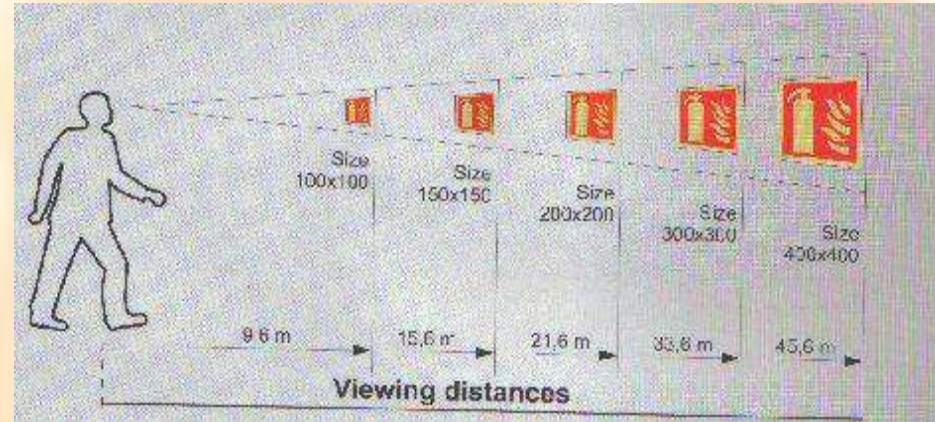 Size
100x100
Size
150x150
Size
200x200
Size
300x300
Size
400x400
9,6 m
15,6 m
21,6 m
33,6 m
45,6 m
Viewing distances